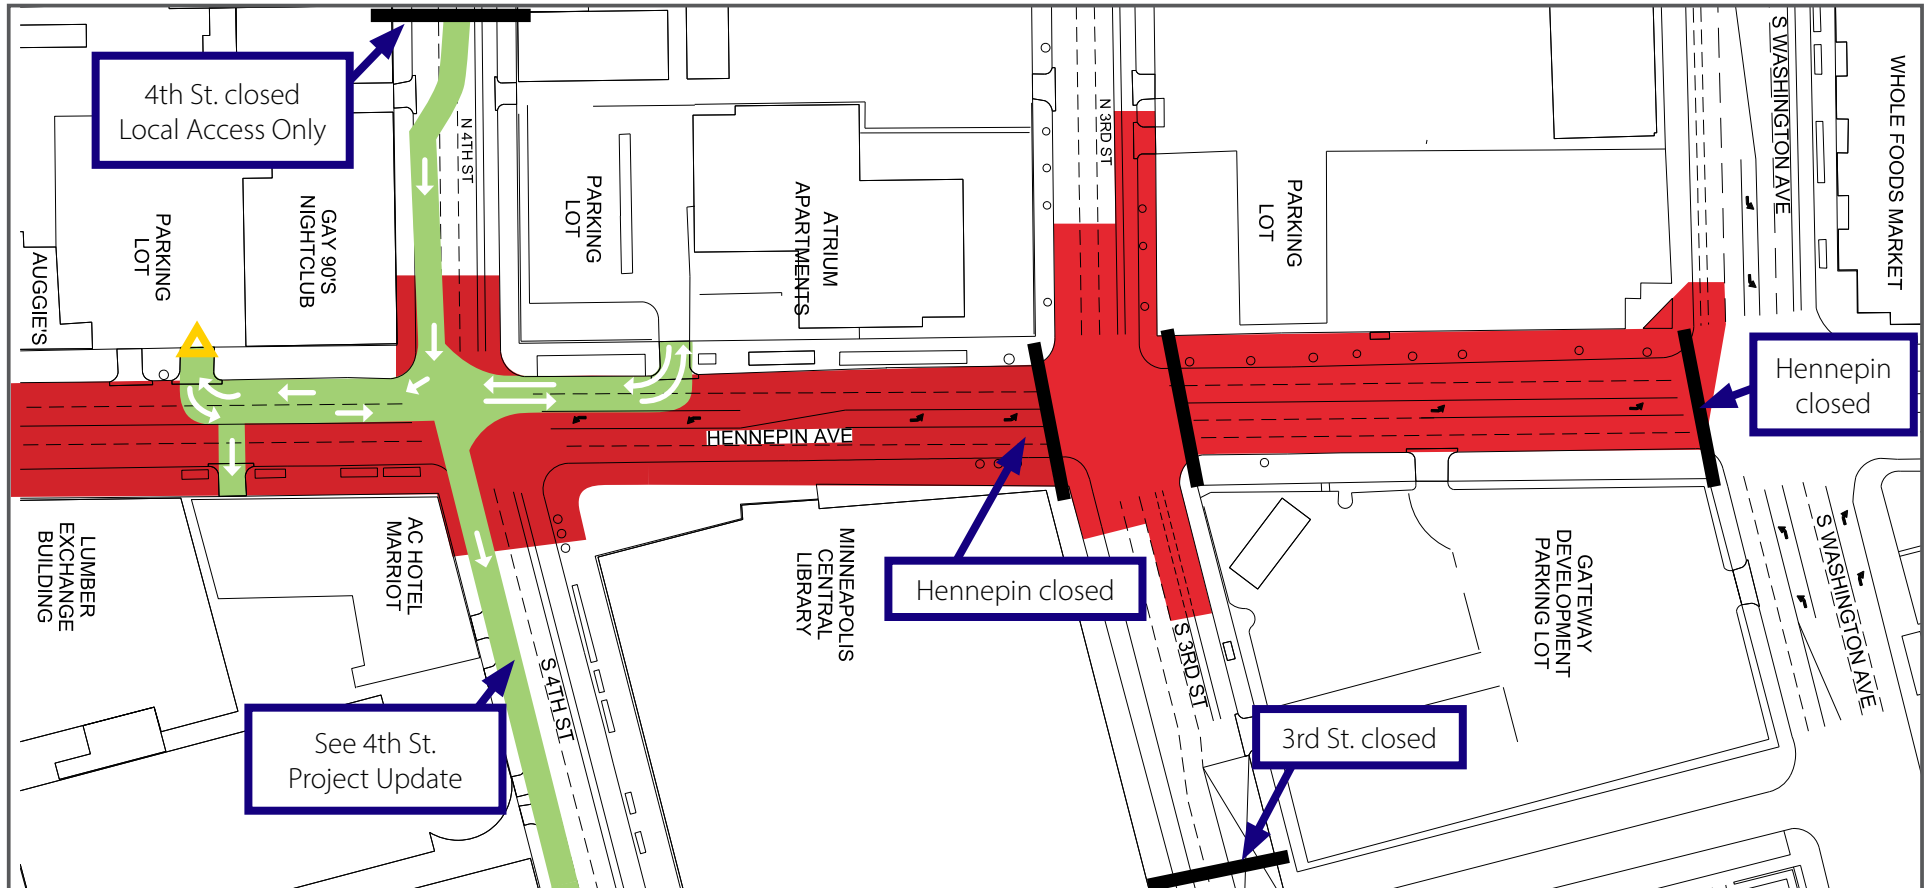 4th St. closed
Local Access Only
N 4TH ST
N 3RD ST
S WASHINGTON AVE
WHOLE FOODS MARKET
AUGGIE'S
PARKING
LOT
GAY 90'S
NIGHTCLUB
PARKING
LOT
ATRIUM
APARTMENTS
PARKING
LOT
Hennepin
closed
HENNEPIN AVE
LUMBER
EXCHANGE
BUILDING
AC HOTEL
MARRIOT
MINNEAPOLIS
CENTRAL
LIBRARY
Hennepin closed
GATEWAY
DEVELOPMENT
PARKING LOT
S WASHINGTON AVE
S 4TH ST
S 3RD ST
See 4th St.
Project Update
3rd St. closed